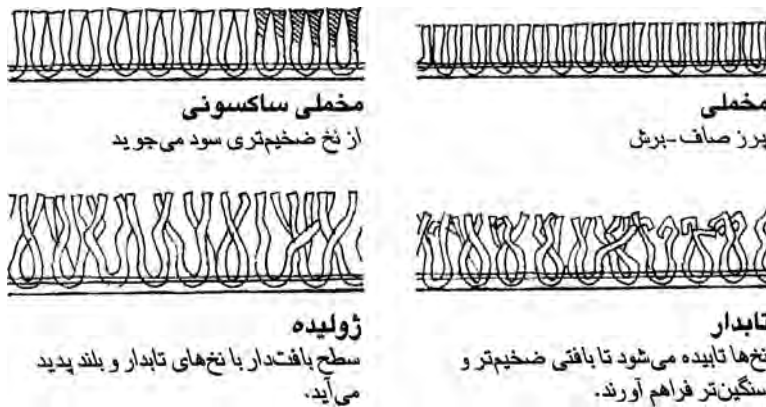 مخملی
پرز صاف-برش
مخملی ساکسونی
از نخ ضخیم‌تری سود می‌جوید
تابدار
نخ‌ها تابیده می‌شود تا بافتی ضخیم‌تر و
سنگین‌تر فراهم آورند.
ژولیده
سطح بافت‌دار با نخ‌های تابدار و بلند پدید
می‌آید.